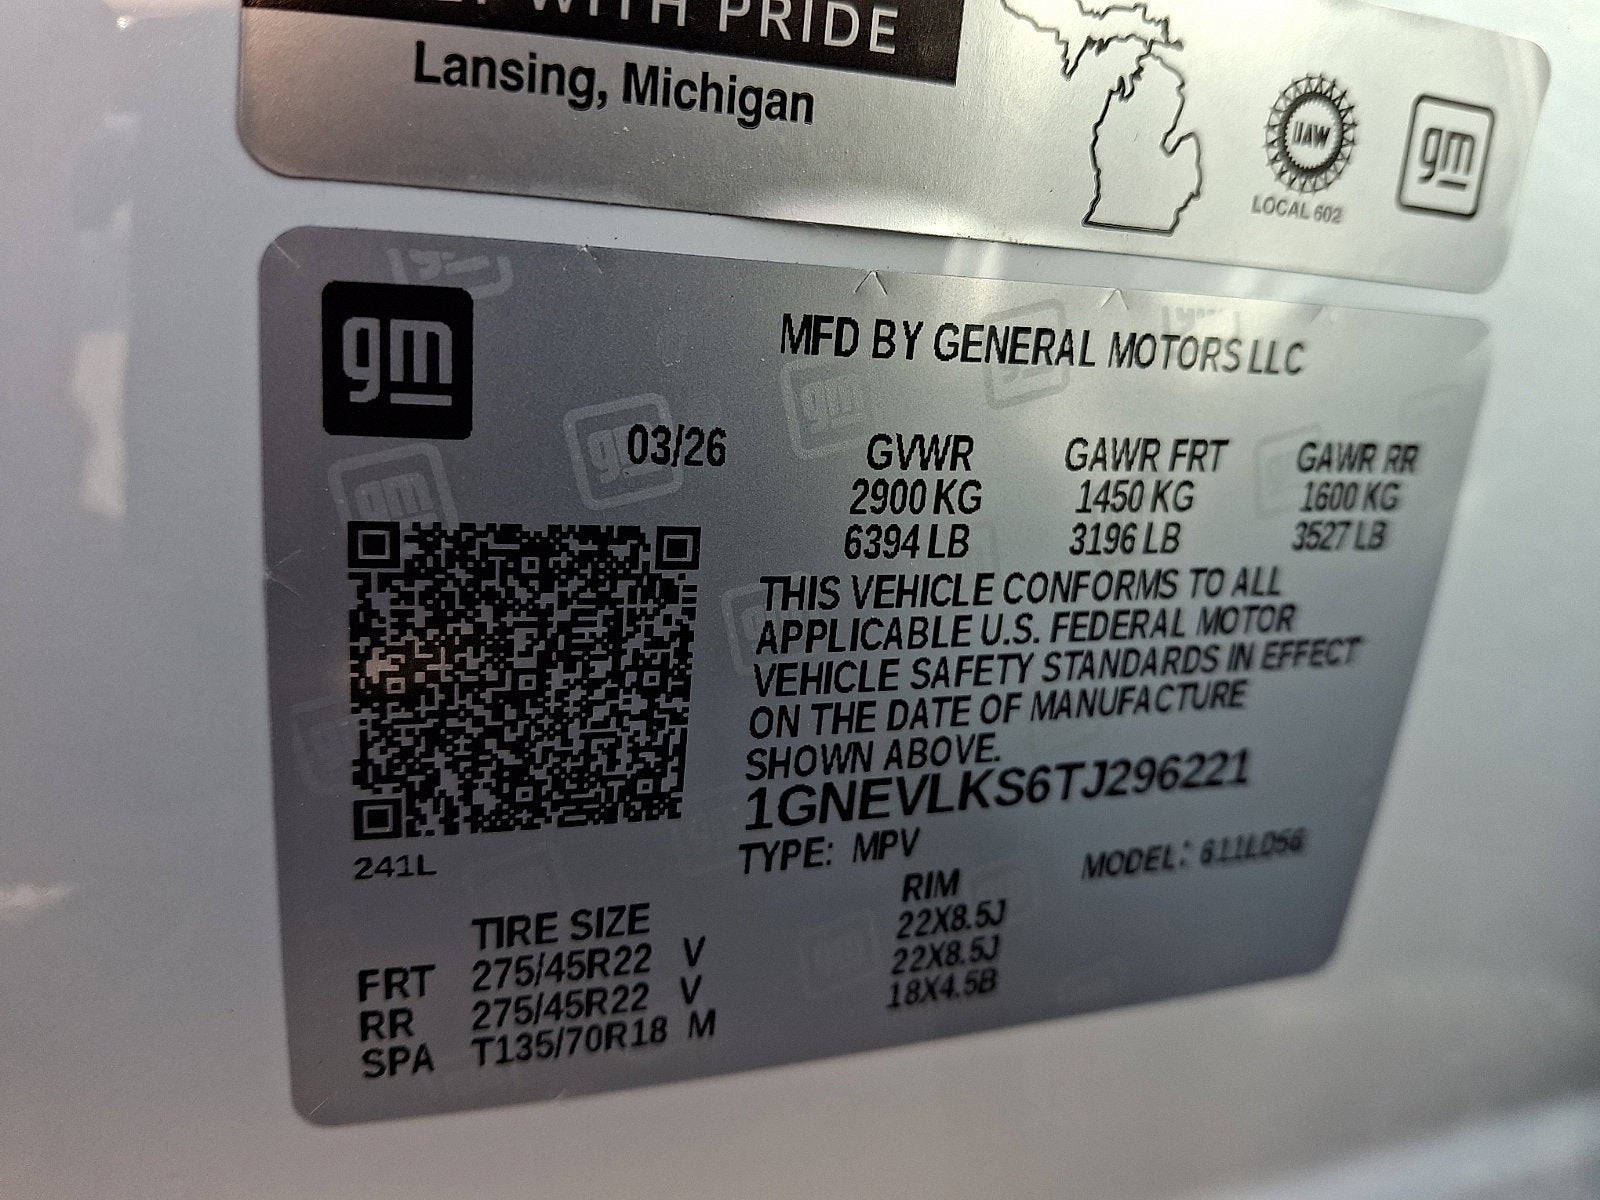 WITH PRIDE
Lansing, Michigan
UAW
LOCAL 602
gm
gm
MFD BY GENERAL MOTORS LLC
03/26
GVWR GAWR FRT GAWR RR
2900 KG 1450 KG 1600 KG
6394 LB 3196 LB 3527 LB
THIS VEHICLE CONFORMS TO ALL
APPLICABLE U.S. FEDERAL MOTOR
VEHICLE SAFETY STANDARDS IN EFFECT
ON THE DATE OF MANUFACTURE
SHOWN ABOVE.
1GNEVLKS6TJ296221
241L
TYPE: MPV MODEL: 611LD56
TIRE SIZE RIM
FRT 275/45R22 V 22X8.5J
RR 275/45R22 V 22X8.5J
SPA T135/70R18 M 18X4.5B